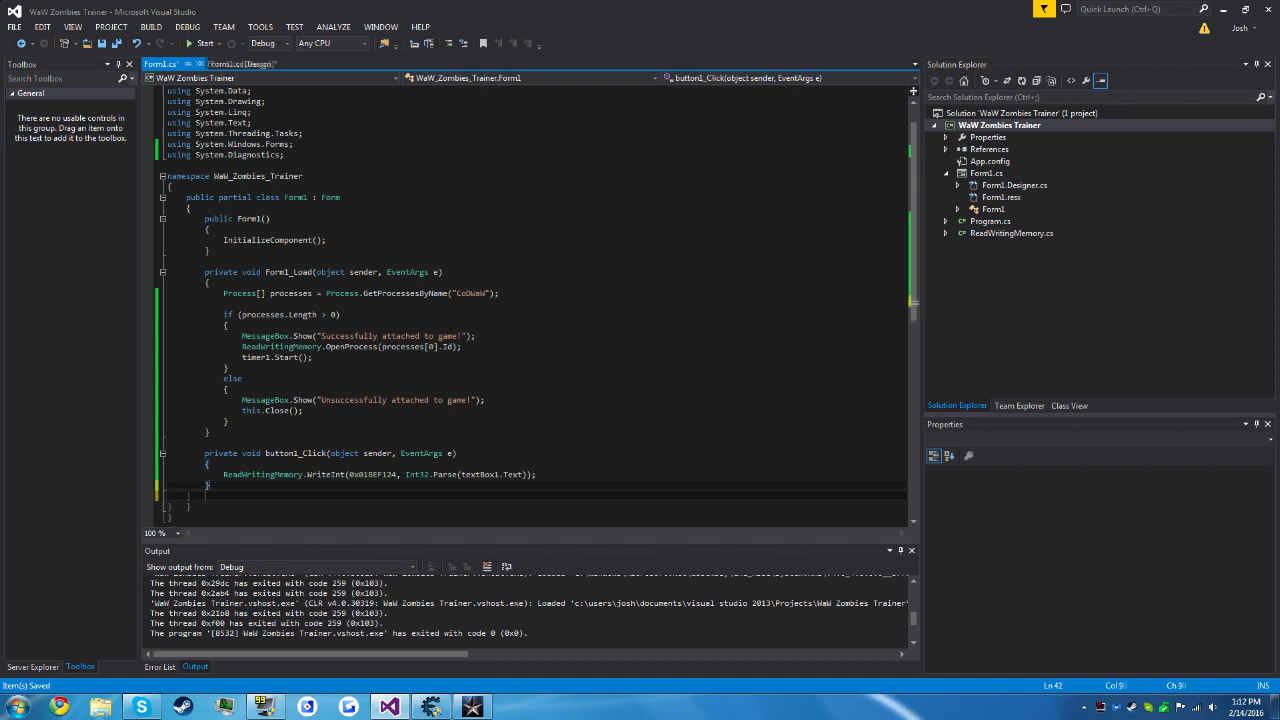 WaW Zombies Trainer - Microsoft Visual Studio
Quick Launch (Ctrl+;)
FILE EDIT VIEW PROJECT BUILD DEBUG TEAM TOOLS TEST ANALYZE WINDOW HELP
Josh
Start Debug Any CPU
Toolbox
Search Toolbox
General
There are no usable controls in
this group. Drag an item onto
this text to add it to the toolbox.
Form1.cs* Form1.cs [Design]*
WaW Zombies Trainer WaW_Zombies_Trainer.Form1 button1_Click(object sender, EventArgs e)
using System.Data;
using System.Drawing;
using System.Linq;
using System.Text;
using System.Threading.Tasks;
using System.Windows.Forms;
using System.Diagnostics;
namespace WaW_Zombies_Trainer
{
public partial class Form1 : Form
{
public Form1()
{
InitializeComponent();
}
private void Form1_Load(object sender, EventArgs e)
{
Process[] processes = Process.GetProcessesByName("CoDWaW");
if (processes.Length > 0)
{
MessageBox.Show("Successfully attached to game!");
ReadWritingMemory.OpenProcess(processes[0].Id);
timer1.Start();
}
else
{
MessageBox.Show("Unsuccessfully attached to game!");
this.Close();
}
}
private void button1_Click(object sender, EventArgs e)
{
ReadWritingMemory.WriteInt(0x018EF124, Int32.Parse(textBox1.Text));
}
}
} }
}
100 %
Output
Show output from: Debug
The thread 0x29dc has exited with code 259 (0x103).
The thread 0x2ab4 has exited with code 259 (0x103).
'WaW Zombies Trainer.vshost.exe' (CLR v4.0.30319: WaW Zombies Trainer.vshost.exe): Loaded 'c:\users\josh\documents\visual studio 2013\Projects\WaW Zombies Trainer'
The thread 0x21b8 has exited with code 259 (0x103).
The thread 0xf00 has exited with code 259 (0x103).
The program '[8532] WaW Zombies Trainer.vshost.exe' has exited with code 0 (0x0).
Server Explorer Toolbox
Error List Output
Solution Explorer
Search Solution Explorer (Ctrl+;)
Solution 'WaW Zombies Trainer' (1 project)
WaW Zombies Trainer
Properties
References
App.config
Form1.cs
Form1.Designer.cs
Form1.resx
Form1
Program.cs
ReadWritingMemory.cs
Solution Explorer Team Explorer Class View
Properties
Item(s) Saved
Ln 42 Col 90 Ch 90 INS
99
1:12 PM
2/14/2016